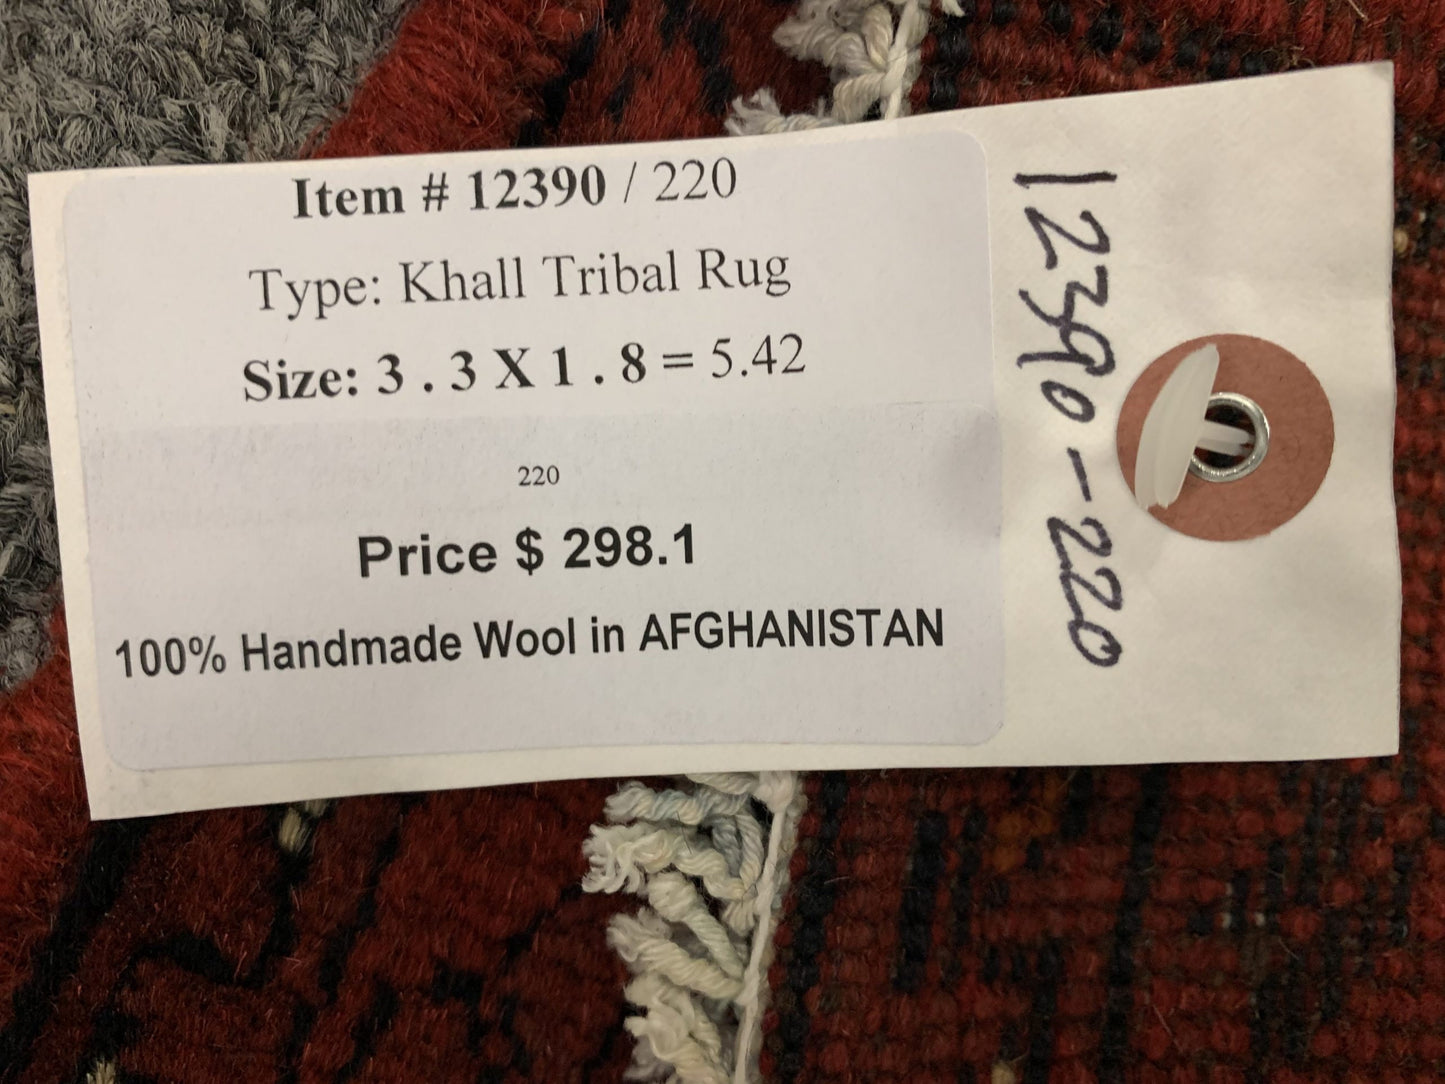 Item # 12390 / 220
Type: Khall Tribal Rug
Size: 3 . 3 X 1 . 8 = 5.42
220
Price $ 298.1
100% Handmade Wool in AFGHANISTAN
12390-220